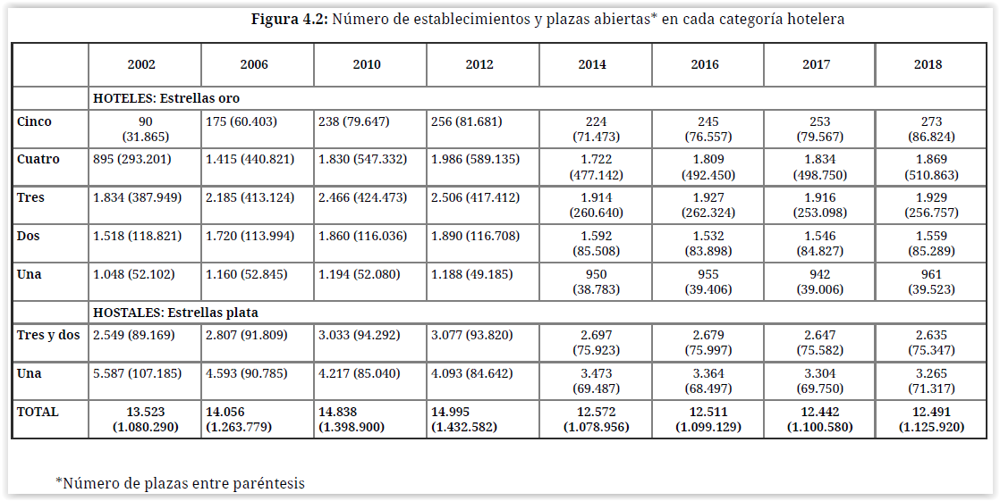 Figura 4.2: Número de establecimientos y plazas abiertas* en cada categoría hotelera
2002 2006 2010 2012 2014 2016 2017 2018
HOTELES: Estrellas oro
Cinco 90 (31.865) 175 (60.403) 238 (79.647) 256 (81.681) 224 (71.473) 245 (76.557) 253 (79.567) 273 (86.824)
Cuatro 895 (293.201) 1.415 (440.821) 1.830 (547.332) 1.986 (589.135) 1.722 (477.142) 1.809 (492.450) 1.834 (498.750) 1.869 (510.863)
Tres 1.834 (387.949) 2.185 (413.124) 2.466 (424.473) 2.506 (417.412) 1.914 (260.640) 1.927 (262.324) 1.916 (253.098) 1.929 (256.757)
Dos 1.518 (118.821) 1.720 (113.994) 1.860 (116.036) 1.890 (116.708) 1.592 (85.508) 1.532 (83.898) 1.546 (84.827) 1.559 (85.289)
Una 1.048 (52.102) 1.160 (52.845) 1.194 (52.080) 1.188 (49.185) 950 (38.783) 955 (39.406) 942 (39.006) 961 (39.523)
HOSTALES: Estrellas plata
Tres y dos 2.549 (89.169) 2.807 (91.809) 3.033 (94.292) 3.077 (93.820) 2.697 (75.923) 2.679 (75.997) 2.647 (75.582) 2.635 (75.347)
Una 5.587 (107.185) 4.593 (90.785) 4.217 (85.040) 4.093 (84.642) 3.473 (69.487) 3.364 (68.497) 3.304 (69.750) 3.265 (71.317)
TOTAL 13.523 (1.080.290) 14.056 (1.263.779) 14.838 (1.398.900) 14.995 (1.432.582) 12.572 (1.078.956) 12.511 (1.099.129) 12.442 (1.100.580) 12.491 (1.125.920)
*Número de plazas entre paréntesis